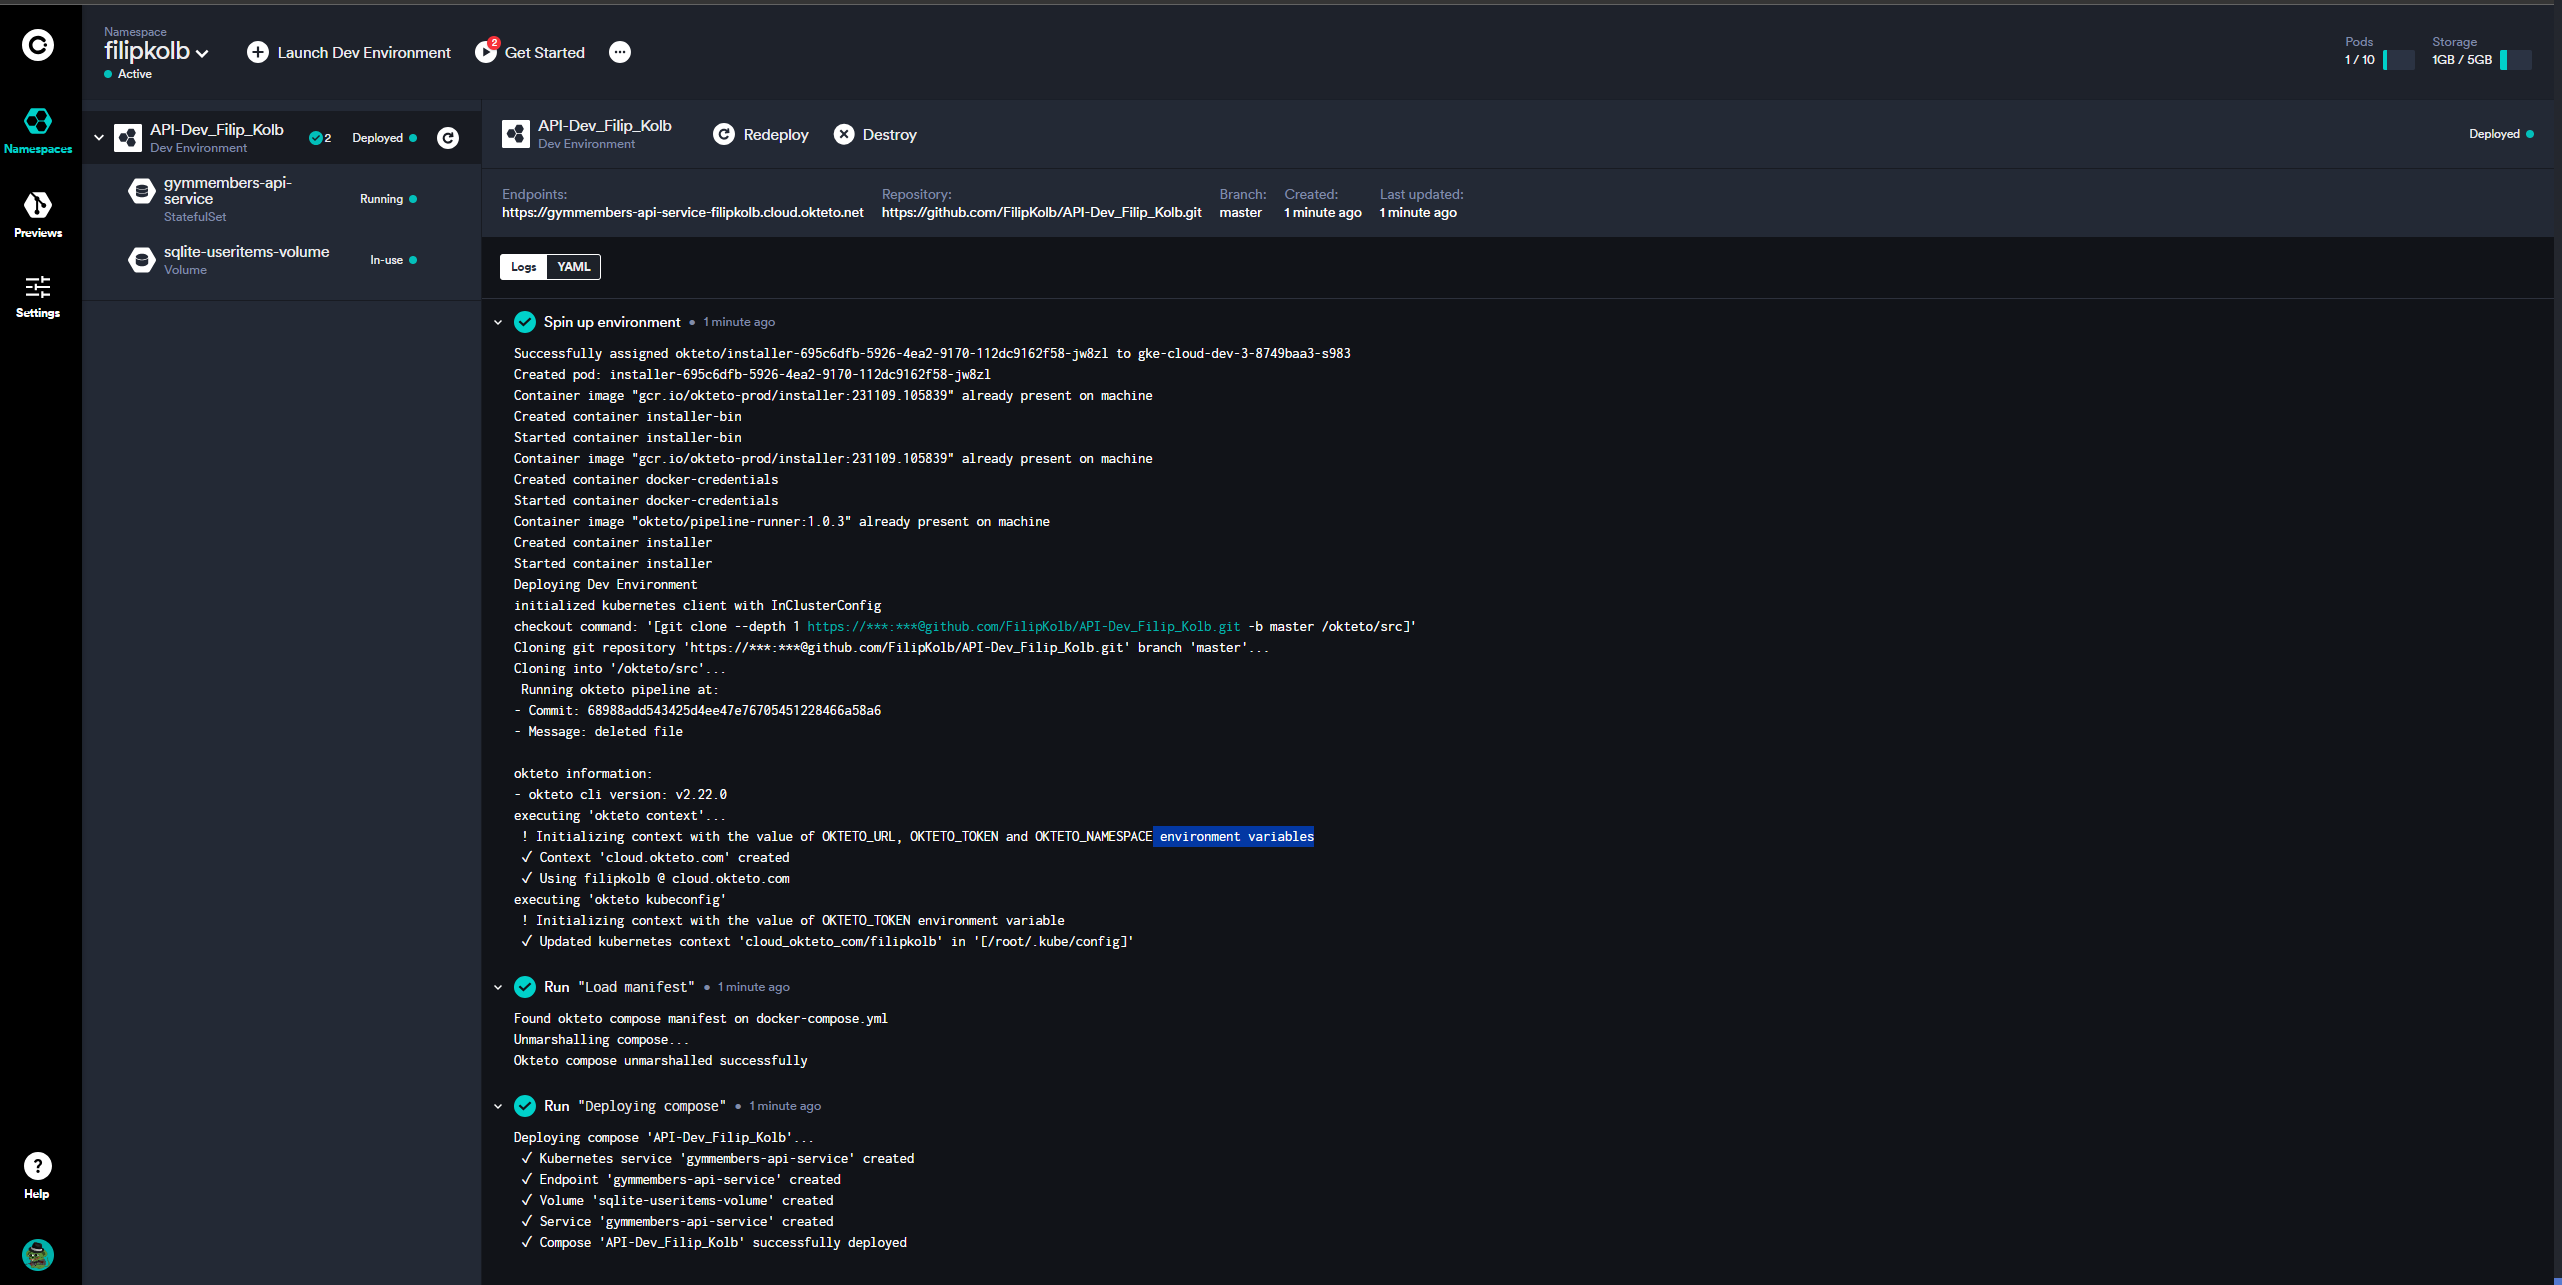 Namespace
filipkolb
Active
Launch Dev Environment
2
Get Started
Pods
1 / 10
Storage
1GB / 5GB
Namespaces
Previews
Settings
Help
API-Dev_Filip_Kolb
Dev Environment
2
Deployed
gymmembers-api-
service
StatefulSet
Running
sqlite-useritems-volume
Volume
In-use
API-Dev_Filip_Kolb
Dev Environment
Redeploy
Destroy
Deployed
Endpoints:
https://gymmembers-api-service-filipkolb.cloud.okteto.net
Repository:
https://github.com/FilipKolb/API-Dev_Filip_Kolb.git
Branch:
master
Created:
1 minute ago
Last updated:
1 minute ago
Logs
YAML
Spin up environment • 1 minute ago
Successfully assigned okteto/installer-695c6dfb-5926-4ea2-9170-112dc9162f58-jw8zl to gke-cloud-dev-3-8749baa3-s983
Created pod: installer-695c6dfb-5926-4ea2-9170-112dc9162f58-jw8zl
Container image "gcr.io/okteto-prod/installer:231109.105839" already present on machine
Created container installer-bin
Started container installer-bin
Container image "gcr.io/okteto-prod/installer:231109.105839" already present on machine
Created container docker-credentials
Started container docker-credentials
Container image "okteto/pipeline-runner:1.0.3" already present on machine
Created container installer
Started container installer
Deploying Dev Environment
initialized kubernetes client with InClusterConfig
checkout command: '[git clone --depth 1 https://***:***@github.com/FilipKolb/API-Dev_Filip_Kolb.git -b master /okteto/src]'
Cloning git repository 'https://***:***@github.com/FilipKolb/API-Dev_Filip_Kolb.git' branch 'master'...
Cloning into '/okteto/src'...
Running okteto pipeline at:
- Commit: 68988add543425d4ee47e76705451228466a58a6
- Message: deleted file
okteto information:
- okteto cli version: v2.22.0
executing 'okteto context'...
! Initializing context with the value of OKTETO_URL, OKTETO_TOKEN and OKTETO_NAMESPACE environment variables
✓ Context 'cloud.okteto.com' created
✓ Using filipkolb @ cloud.okteto.com
executing 'okteto kubeconfig'
! Initializing context with the value of OKTETO_TOKEN environment variable
✓ Updated kubernetes context 'cloud_okteto_com/filipkolb' in '[/root/.kube/config]'
Run "Load manifest" • 1 minute ago
Found okteto compose manifest on docker-compose.yml
Unmarshalling compose...
Okteto compose unmarshalled successfully
Run "Deploying compose" • 1 minute ago
Deploying compose 'API-Dev_Filip_Kolb'...
✓ Kubernetes service 'gymmembers-api-service' created
✓ Endpoint 'gymmembers-api-service' created
✓ Volume 'sqlite-useritems-volume' created
✓ Service 'gymmembers-api-service' created
✓ Compose 'API-Dev_Filip_Kolb' successfully deployed